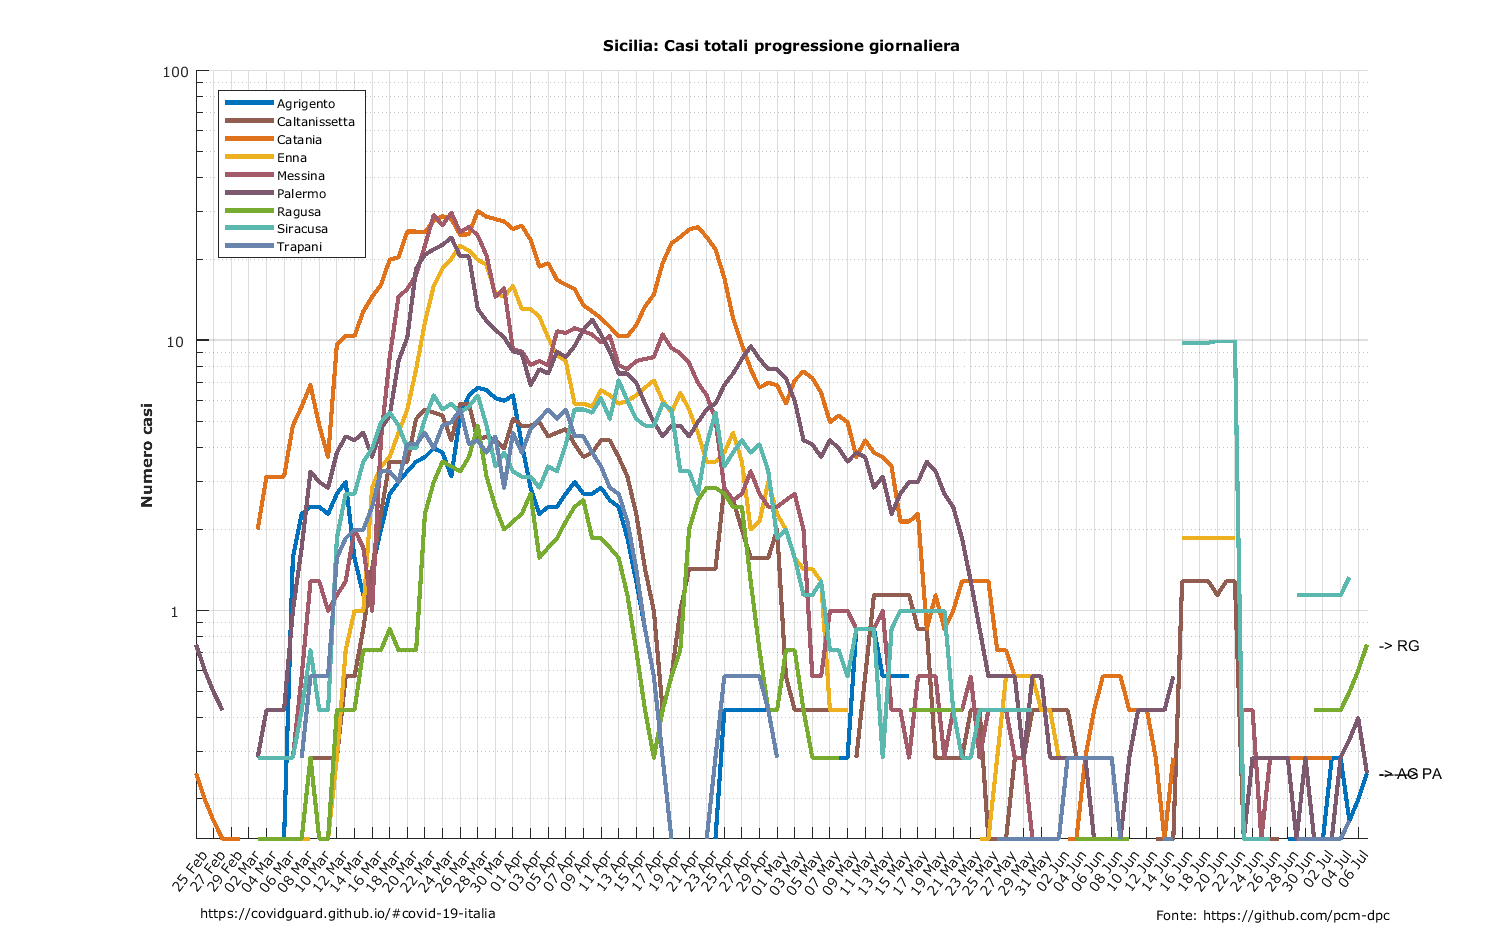 Sicilia: Casi totali progressione giornaliera
100
10
1
Numero casi
Agrigento
Caltanissetta
Catania
Enna
Messina
Palermo
Ragusa
Siracusa
Trapani
-> RG
-> PA
25 Feb
27 Feb
29 Feb
02 Mar
04 Mar
06 Mar
08 Mar
10 Mar
12 Mar
14 Mar
16 Mar
18 Mar
20 Mar
22 Mar
24 Mar
26 Mar
28 Mar
30 Mar
01 Apr
03 Apr
05 Apr
07 Apr
09 Apr
11 Apr
13 Apr
15 Apr
17 Apr
19 Apr
21 Apr
23 Apr
25 Apr
27 Apr
29 Apr
01 May
03 May
05 May
07 May
09 May
11 May
13 May
15 May
17 May
19 May
21 May
23 May
25 May
27 May
29 May
31 May
02 Jun
04 Jun
06 Jun
08 Jun
10 Jun
12 Jun
14 Jun
16 Jun
18 Jun
20 Jun
22 Jun
24 Jun
26 Jun
28 Jun
30 Jun
02 Jul
04 Jul
06 Jul
https://covidguard.github.io/#covid-19-italia
Fonte: https://github.com/pcm-dpc